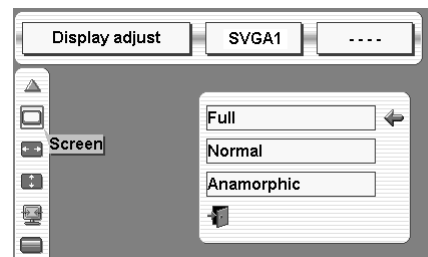 Display adjust SVGA1 ----
Full
Screen
Normal
Anamorphic